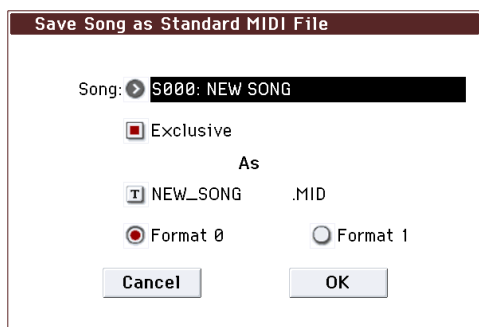 Save Song as Standard MIDI File
Song: S000: NEW SONG
Exclusive
As
T NEW_SONG .MID
Format 0 Format 1
Cancel OK